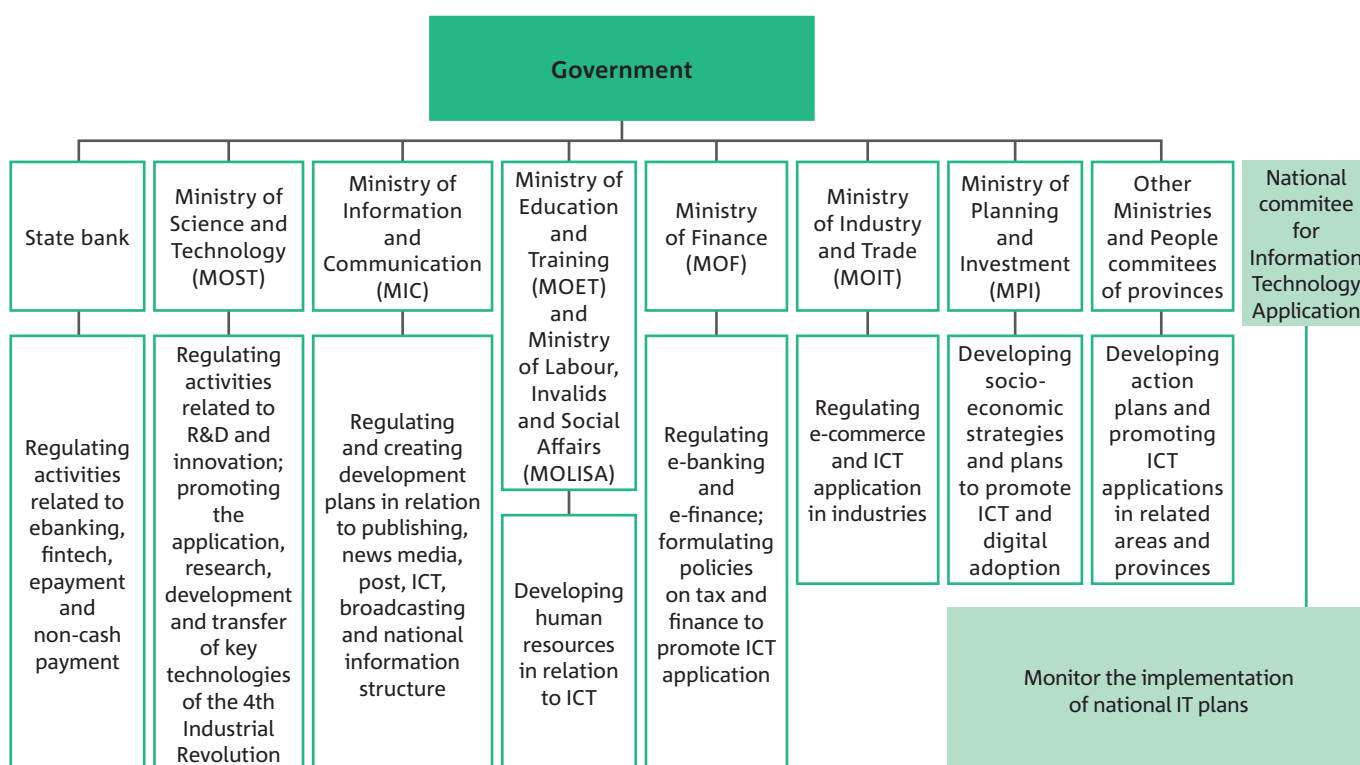 Government
State bank
Ministry of
Science and
Technology
(MOST)
Ministry of
Information
and
Communication
(MIC)
Ministry of
Education
and
Training
(MOET)
and
Ministry
of Labour,
Invalids
and Social
Affairs
(MOLISA)
Ministry
of Finance
(MOF)
Ministry
of Industry
and Trade
(MOIT)
Ministry of
Planning
and
Investment
(MPI)
Other
Ministries
and People
commitees
of provinces
National
commitee
for
Information
Technology
Application
Regulating
activities
related to
ebanking,
fintech,
epayment
and
non-cash
payment
Regulating
activities
related to
R&D and
innovation;
promoting
the
application,
research,
development
and transfer
of key
technologies
of the 4th
Industrial
Revolution
Regulating
and creating
development
plans in relation
to publishing,
news media,
post, ICT,
broadcasting
and national
information
structure
Developing
human
resources
in relation
to ICT
Regulating
e-banking
and
e-finance;
formulating
policies
on tax and
finance to
promote ICT
application
Regulating
e-commerce
and ICT
application
in industries
Developing
socio-
economic
strategies
and plans
to promote
ICT and
digital
adoption
Developing
action
plans and
promoting
ICT
applications
in related
areas and
provinces
Monitor the implementation
of national IT plans